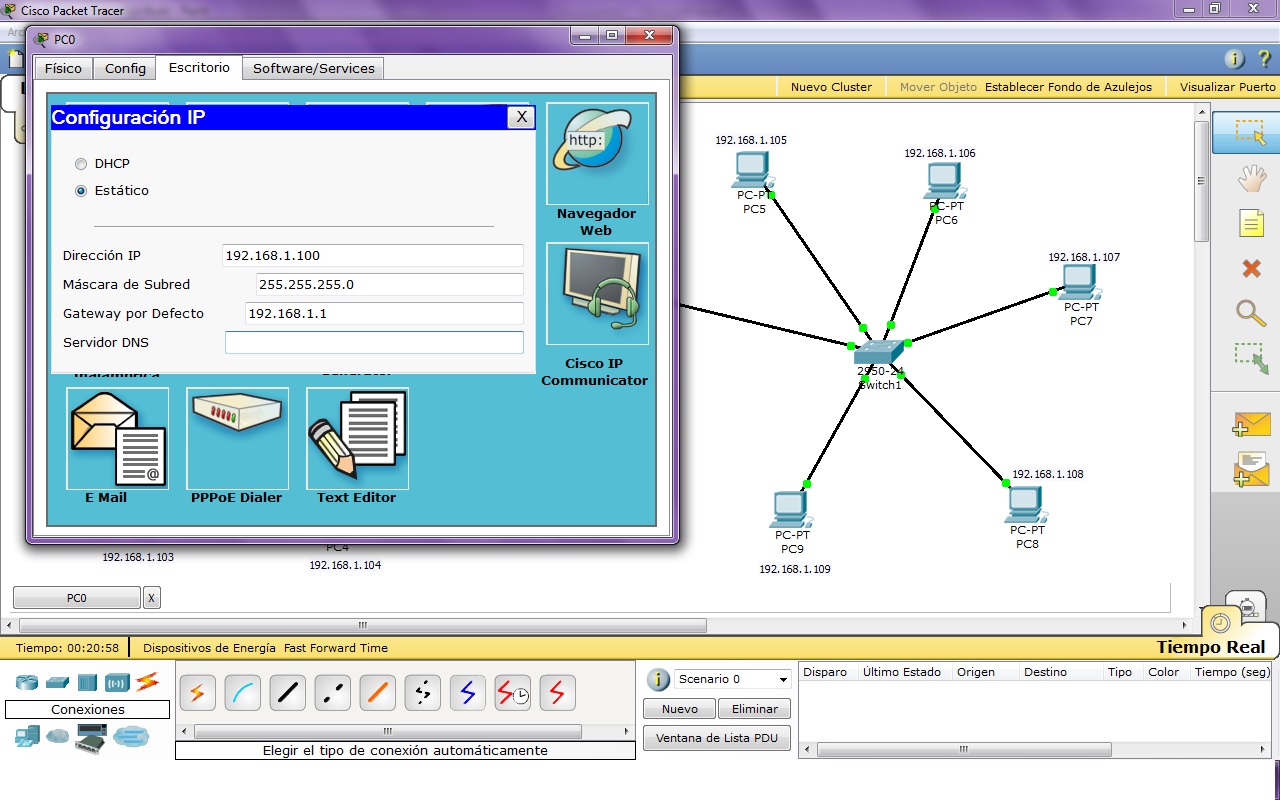 Cisco Packet Tracer
PC0
Físico
Config
Escritorio
Software/Services
Nuevo Cluster
Mover Objeto
Establecer Fondo de Azulejos
Visualizar Puerto
Configuración IP
X
DHCP
Estático
Dirección IP
192.168.1.100
Máscara de Subred
255.255.255.0
Gateway por Defecto
192.168.1.1
Servidor DNS
http:
Navegador
Web
Cisco IP
Communicator
E Mail
PPPoE Dialer
Text Editor
192.168.1.105
PC-PT
PC5
192.168.1.106
PC-PT
PC6
192.168.1.107
PC-PT
PC7
2950-24
Switch1
192.168.1.108
PC-PT
PC8
PC-PT
PC9
192.168.1.109
192.168.1.103
PC4
192.168.1.104
PC0
X
Tiempo: 00:20:58
Dispositivos de Energía
Fast Forward Time
Tiempo Real
Conexiones
Elegir el tipo de conexión automáticamente
Scenario 0
Nuevo
Eliminar
Ventana de Lista PDU
Disparo
Último Estado
Origen
Destino
Tipo
Color
Tiempo (seg)